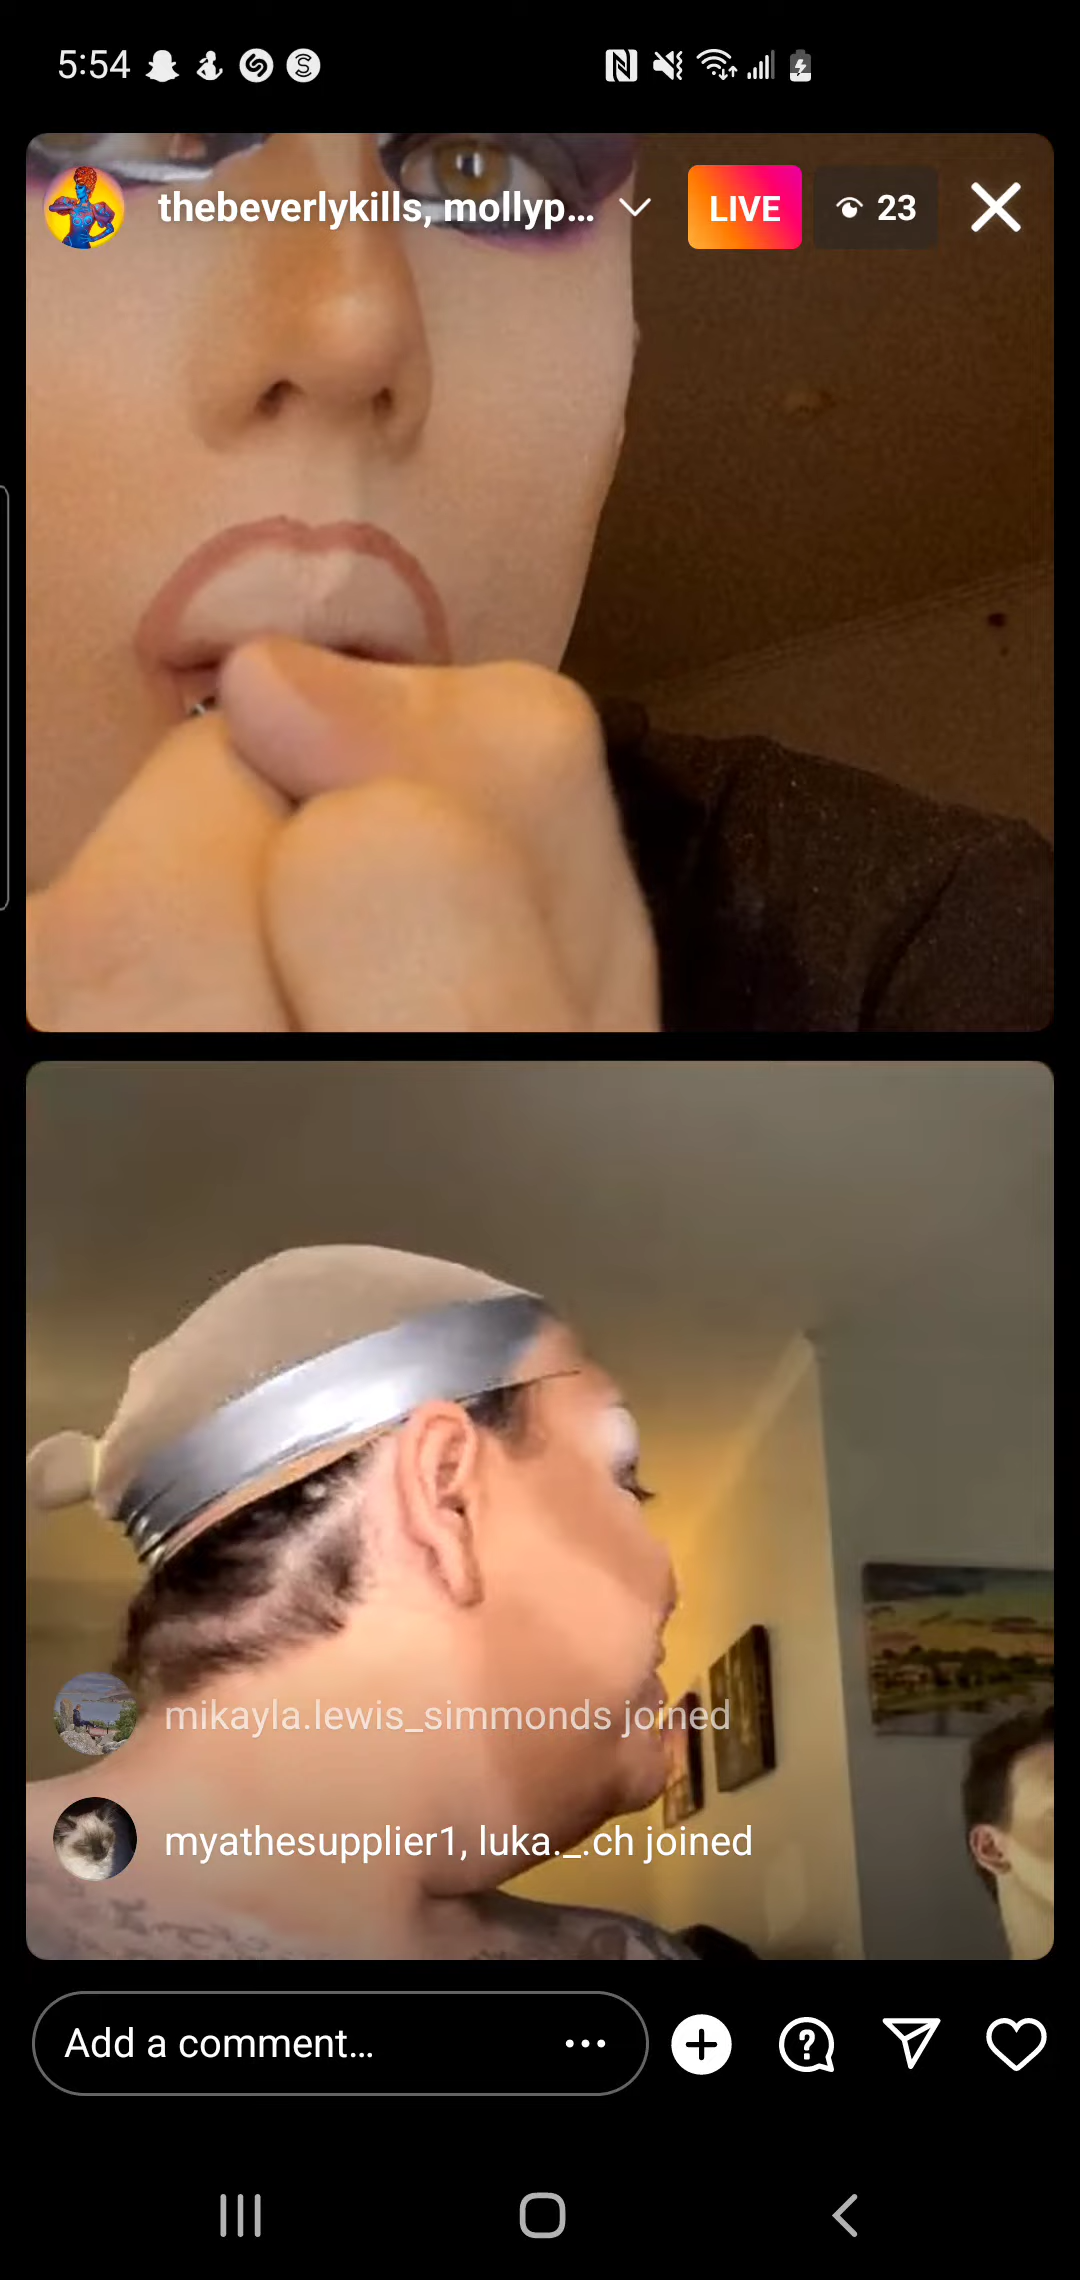 5:54
thebeverlykills, mollyp...
LIVE
23
mikayla.lewis_simmonds joined
myathesupplier1, luka._.ch joined
Add a comment...